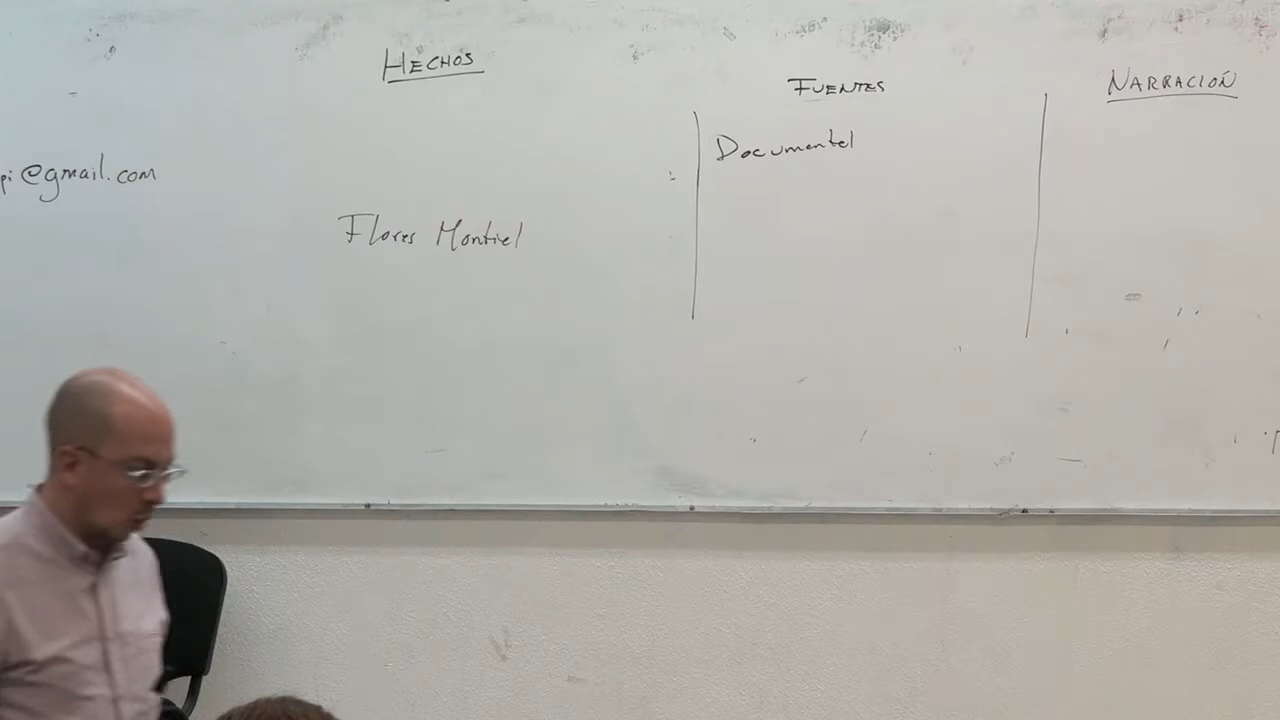 HECHOS
FUENTES
NARRACIÓN
Documental
pi@gmail.com
Flores Montiel